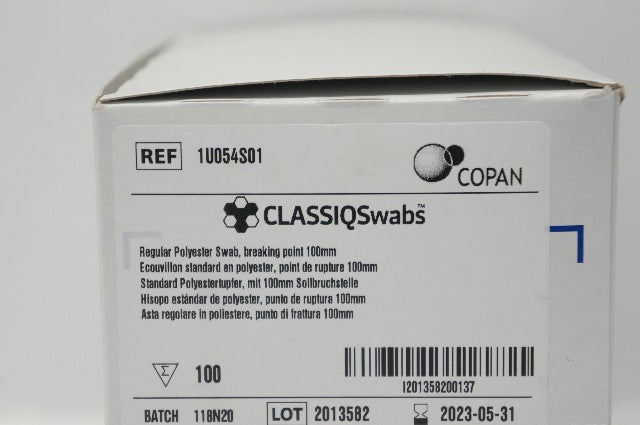 REF 1U054S01
COPAN
CLASSIQSwabs™
Regular Polyester Swab, breaking point 100mm
Ecouvillon standard en polyester, point de rupture 100mm
Standard Polyestertupfer, mit 100mm Sollbruchstelle
Hisopo estándar de polyester, punto de ruptura 100mm
Asta regolare in poliestere, punto di frattura 100mm
Σ 100
I201358200137
BATCH 118N20 LOT 2013582 2023-05-31